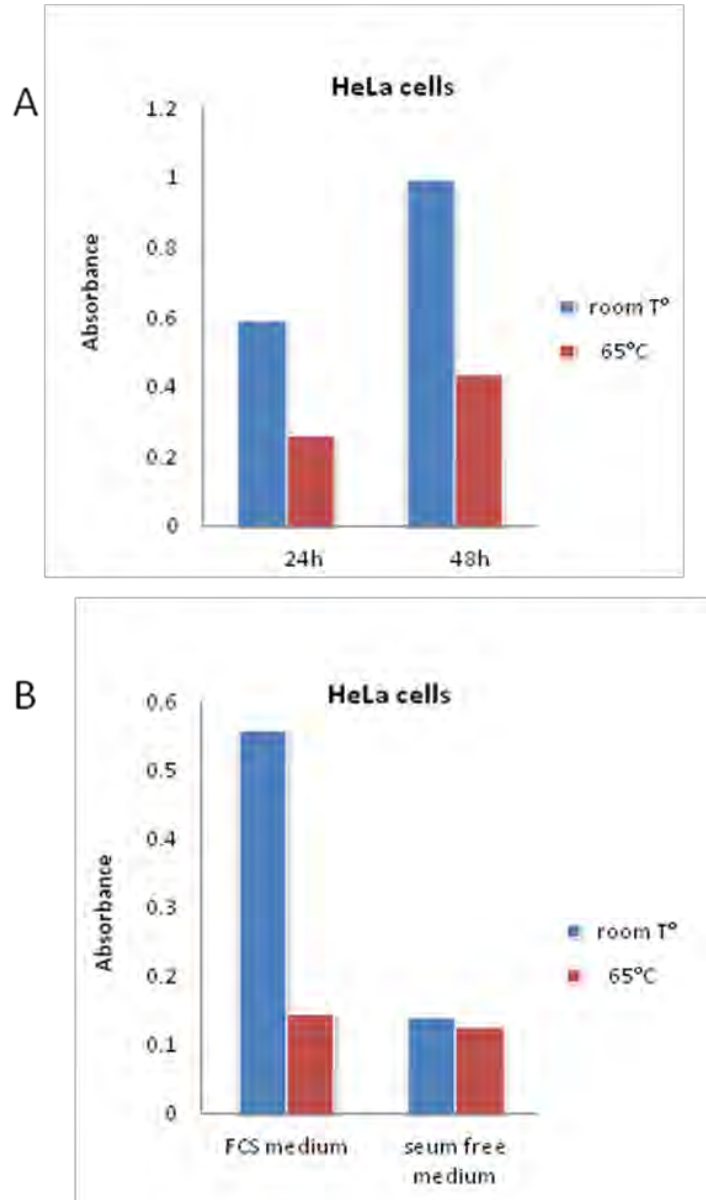 A
HeLa cells
1.2
1
0.8
0.6
0.4
0.2
0
Absorbance
24h
48h
room T°
65°C
B
HeLa cells
0.6
0.5
0.4
0.3
0.2
0.1
0
Absorbance
FCS medium
seum free
medium
room T°
65°C